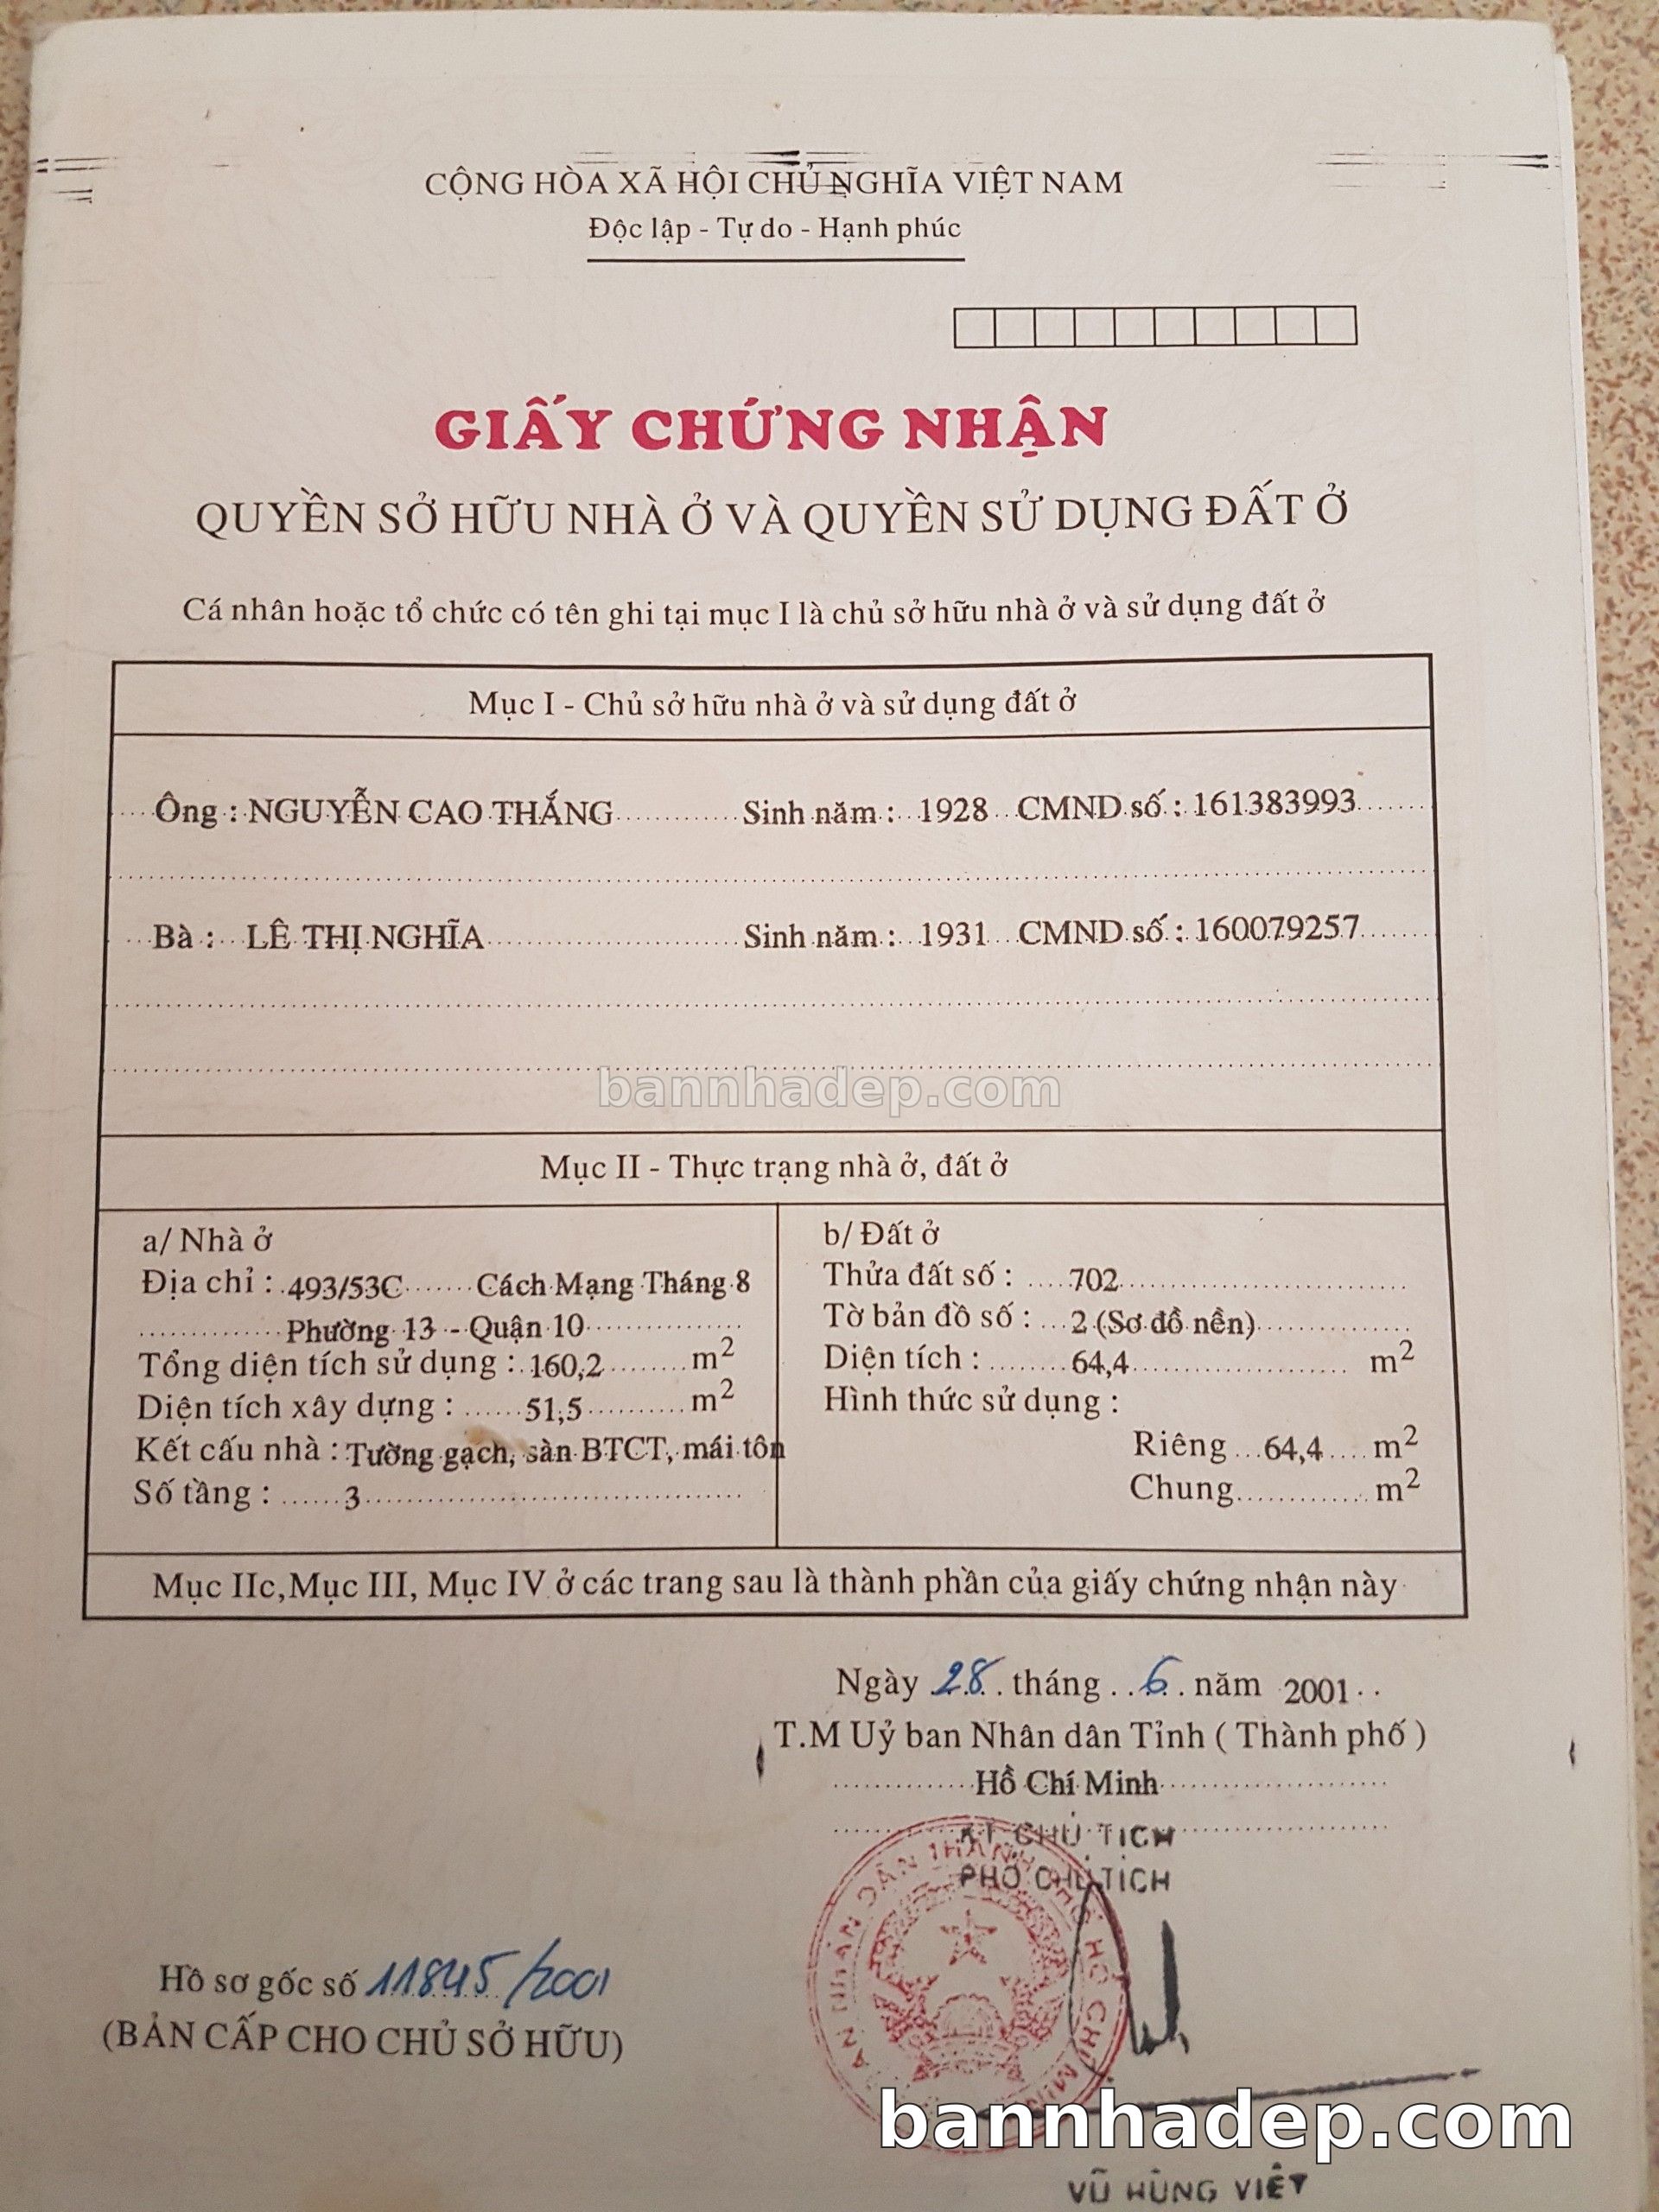 CỘNG HÒA XÃ HỘI CHỦ NGHĨA VIỆT NAM
Độc lập - Tự do - Hạnh phúc
GIẤY CHỨNG NHẬN
QUYỀN SỞ HỮU NHÀ Ở VÀ QUYỀN SỬ DỤNG ĐẤT Ở
Cá nhân hoặc tổ chức có tên ghi tại mục I là chủ sở hữu nhà ở và sử dụng đất ở
Mục I - Chủ sở hữu nhà ở và sử dụng đất ở
Ông : NGUYỄN CAO THẮNG Sinh năm : 1928 CMND số : 161383993
Bà : LÊ THỊ NGHĨA Sinh năm : 1931 CMND số : 160079257
bannhadep.com
Mục II - Thực trạng nhà ở, đất ở
a/ Nhà ở
Địa chỉ : 493/53C Cách Mạng Tháng 8
Phường 13 - Quận 10
Tổng diện tích sử dụng : 160,2 m2
Diện tích xây dựng : 51,5 m2
Kết cấu nhà : Tường gạch, sàn BTCT, mái tôn
Số tầng : 3
b/ Đất ở
Thửa đất số : 702
Tờ bản đồ số : 2 (Sơ đồ nền)
Diện tích : 64,4 m2
Hình thức sử dụng :
Riêng 64,4 m2
Chung m2
Mục IIc, Mục III, Mục IV ở các trang sau là thành phần của giấy chứng nhận này
Ngày 28 tháng 6 năm 2001
T.M Uỷ ban Nhân dân Tỉnh ( Thành phố )
Hồ Chí Minh
KT CHỦ TỊCH
PHÓ CHỦ TỊCH
ÂN NHÂN DÂN THÀNH PHỐ HỒ CHÍ MINH
Hồ sơ gốc số 11845/2001
(BẢN CẤP CHO CHỦ SỞ HỮU)
bannhadep.com
VŨ HÙNG VIỆT